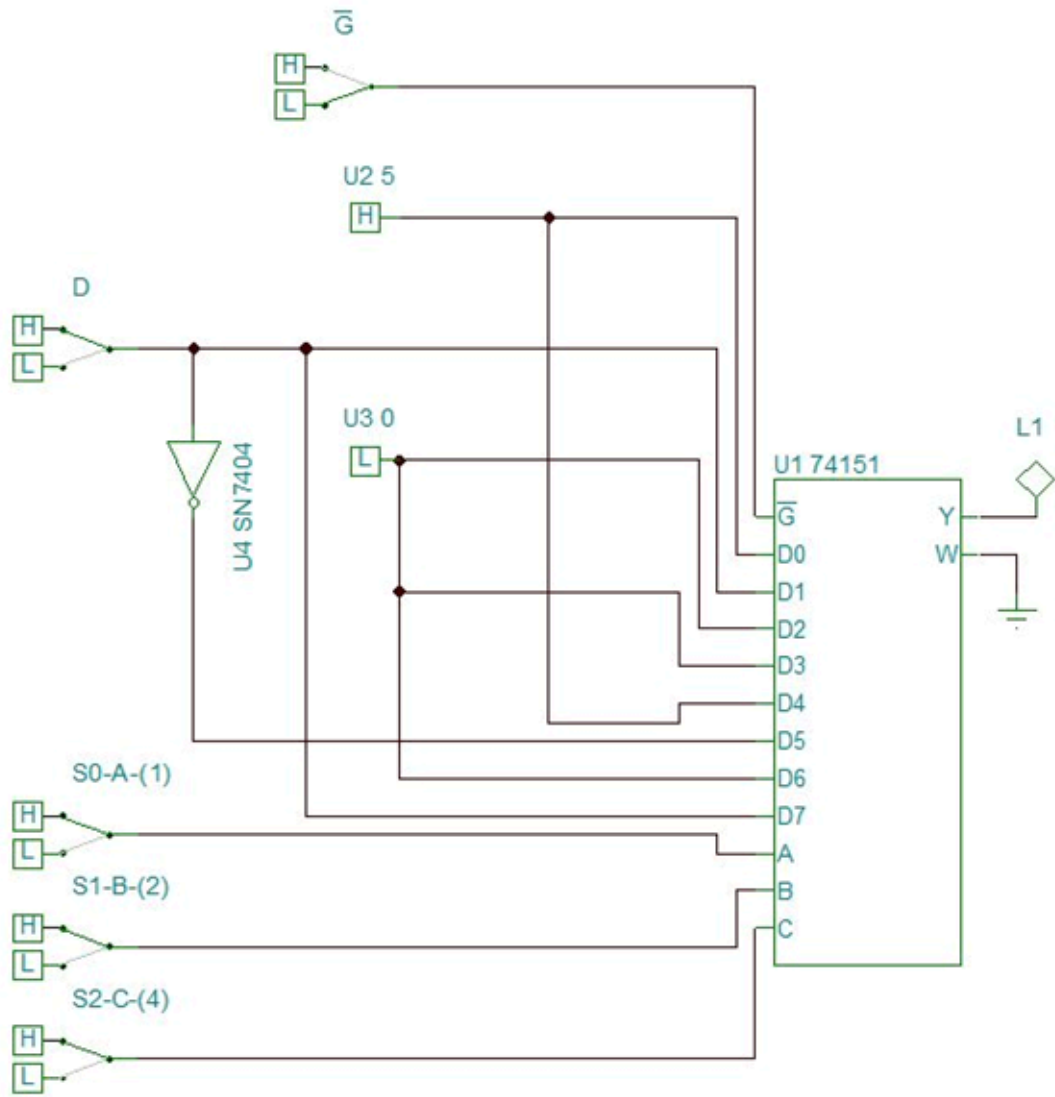 G̅
H
L
U2 5
H
D
H
L
U3 0
L
U4 SN7404
L1
U1 74151
G̅
Y
D0
W
D1
D2
D3
D4
D5
D6
D7
A
B
C
S0-A-(1)
H
L
S1-B-(2)
H
L
S2-C-(4)
H
L